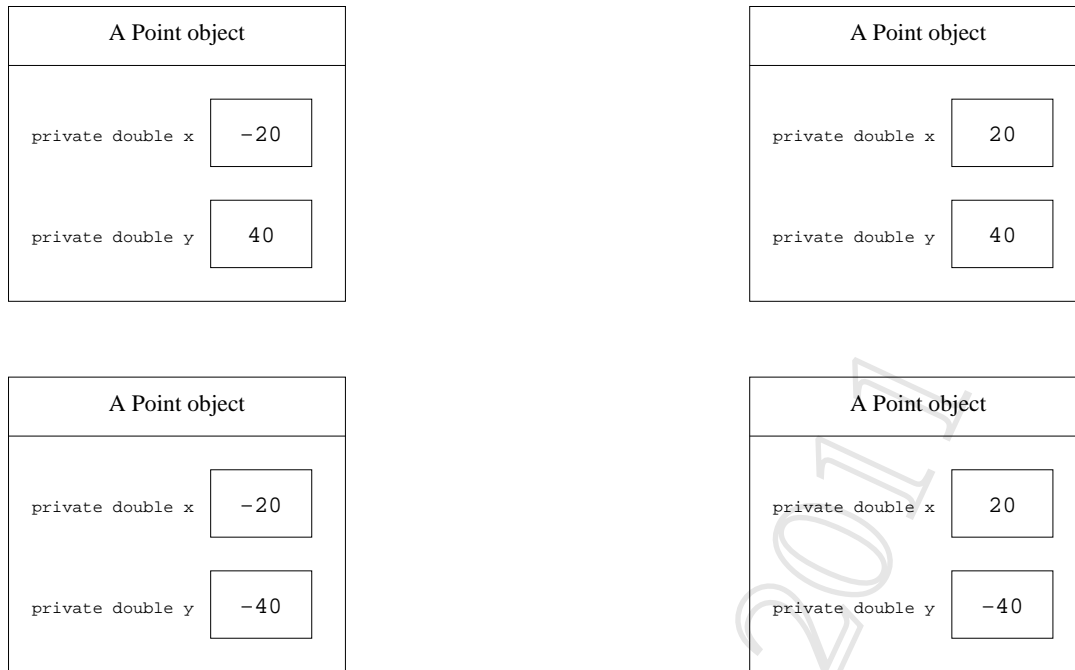 A Point object
private double x −20
private double y 40
A Point object
private double x 20
private double y 40
A Point object
private double x −20
private double y −40
A Point object
private double x 20
private double y −40
2011